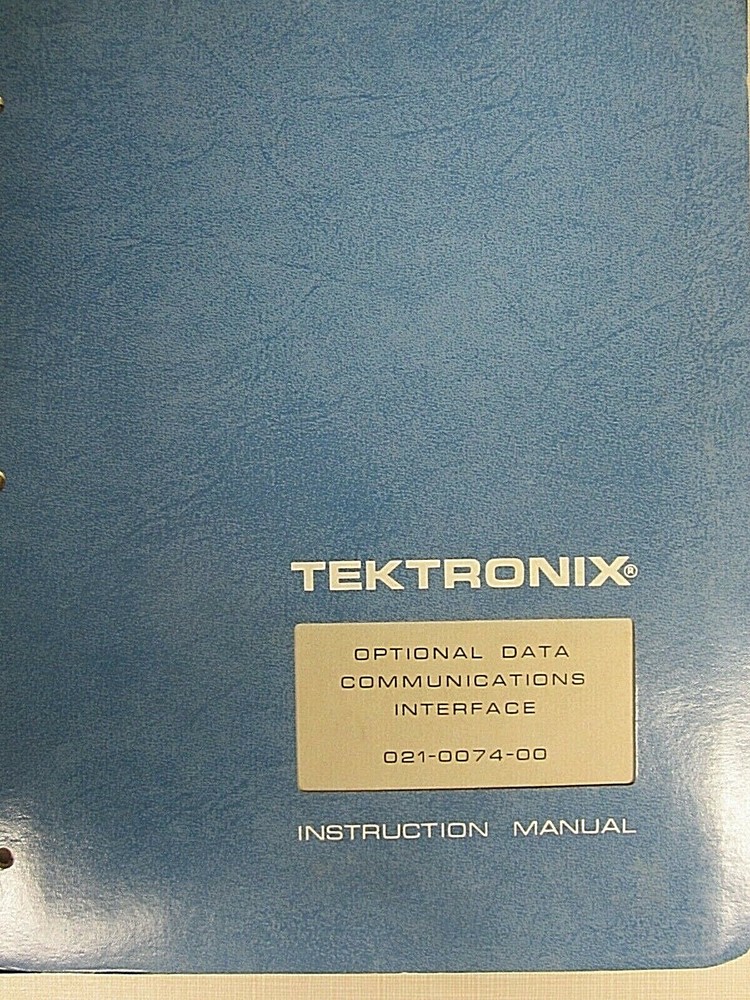 TEKTRONIX®
OPTIONAL DATA
COMMUNICATIONS
INTERFACE
021-0074-00
INSTRUCTION MANUAL